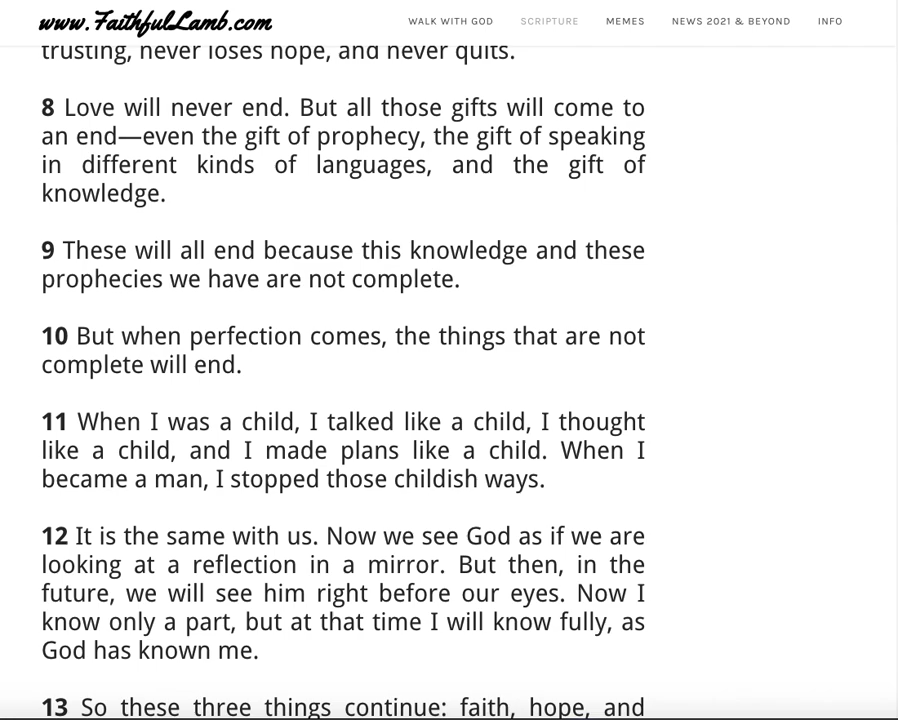 www.FaithfulLamb.com
WALK WITH GOD SCRIPTURE MEMES NEWS 2021 & BEYOND INFO
trusting, never loses hope, and never quits.
8 Love will never end. But all those gifts will come to
an end—even the gift of prophecy, the gift of speaking
in different kinds of languages, and the gift of
knowledge.
9 These will all end because this knowledge and these
prophecies we have are not complete.
10 But when perfection comes, the things that are not
complete will end.
11 When I was a child, I talked like a child, I thought
like a child, and I made plans like a child. When I
became a man, I stopped those childish ways.
12 It is the same with us. Now we see God as if we are
looking at a reflection in a mirror. But then, in the
future, we will see him right before our eyes. Now I
know only a part, but at that time I will know fully, as
God has known me.
13 So these three things continue: faith, hope, and